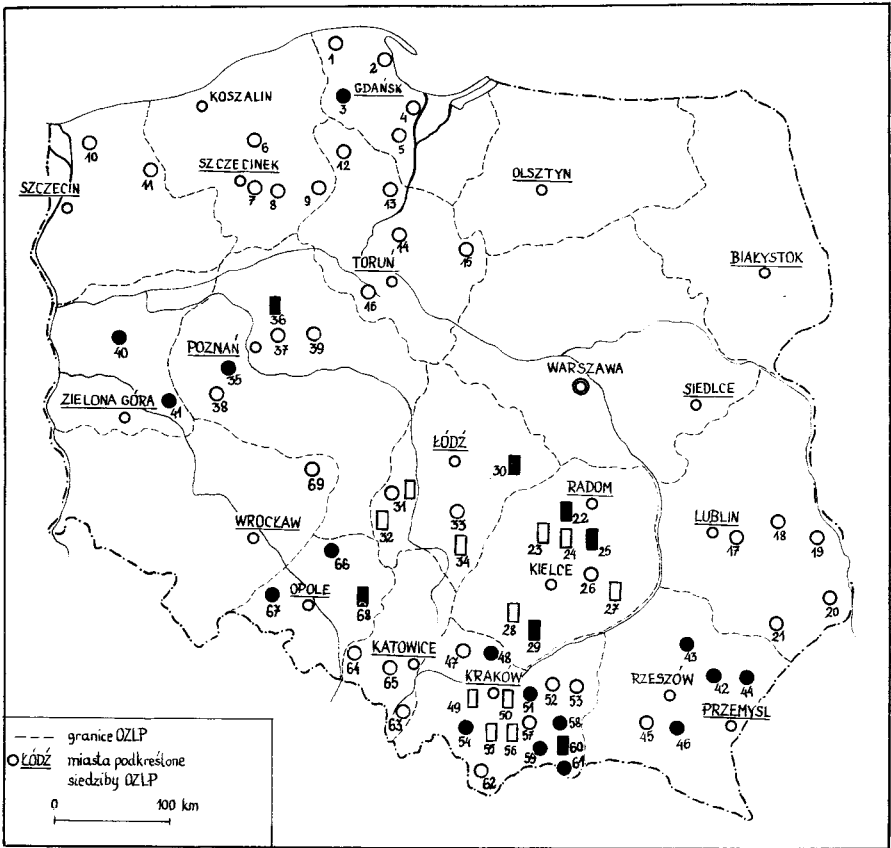 1
2
GDAŃSK
KOSZALIN
3
4
10
6
12
5
11
SZCZECINEK
OLSZTYN
SZCZECIN
7
8
9
13
14
15
TORUŃ
BIAŁYSTOK
16
36
40
POZNAŃ
37
39
WARSZAWA
35
SIEDLCE
ZIELONA GÓRA
41
38
ŁÓDŹ
30
69
31
RADOM
32
33
22
LUBLIN
18
WROCŁAW
34
23
24
25
17
19
66
KIELCE
26
67
OPOLE
68
27
20
28
21
29
KATOWICE
47
48
43
64
65
KRAKOW
RZESZÓW
42
44
49
50
51
52
53
PRZEMYSL
63
54
55
56
57
58
45
46
59
60
62
61
granice OZLP
ŁÓDŹ miasta podkreślone
siedziby OZLP
0 100 km